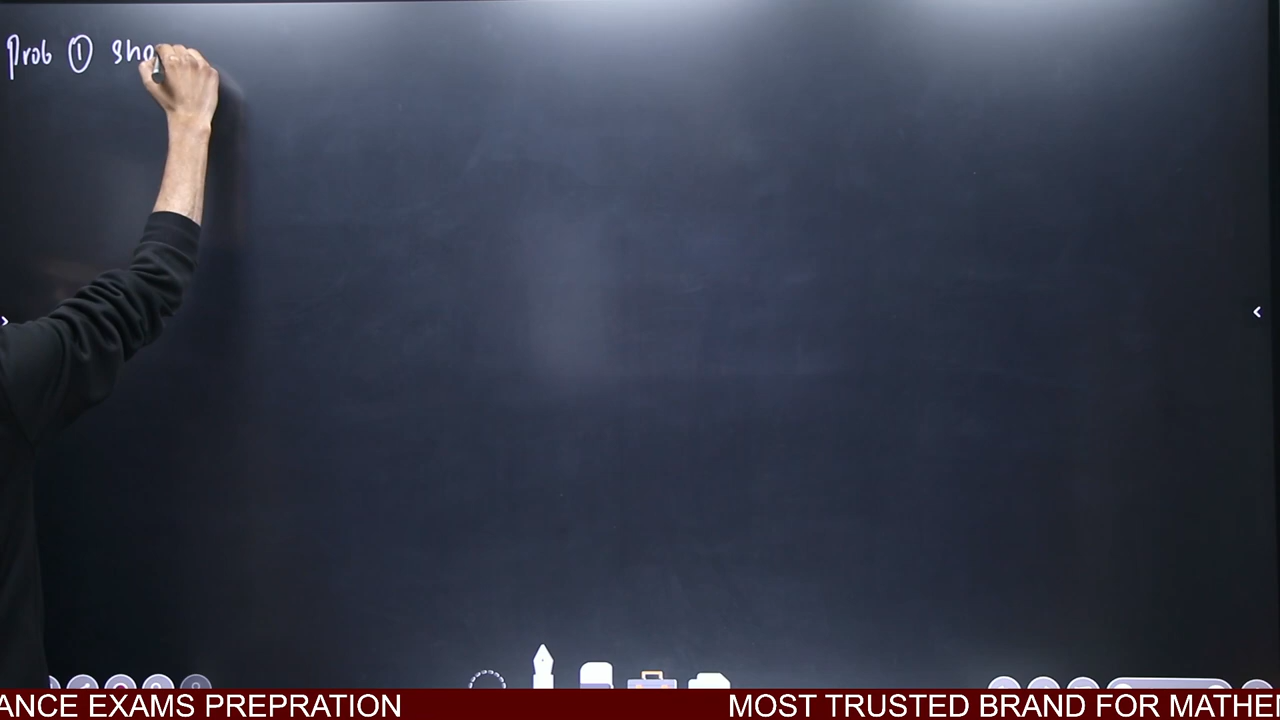 Prob ① sho
ANCE EXAMS PREPRATION MOST TRUSTED BRAND FOR MATHE